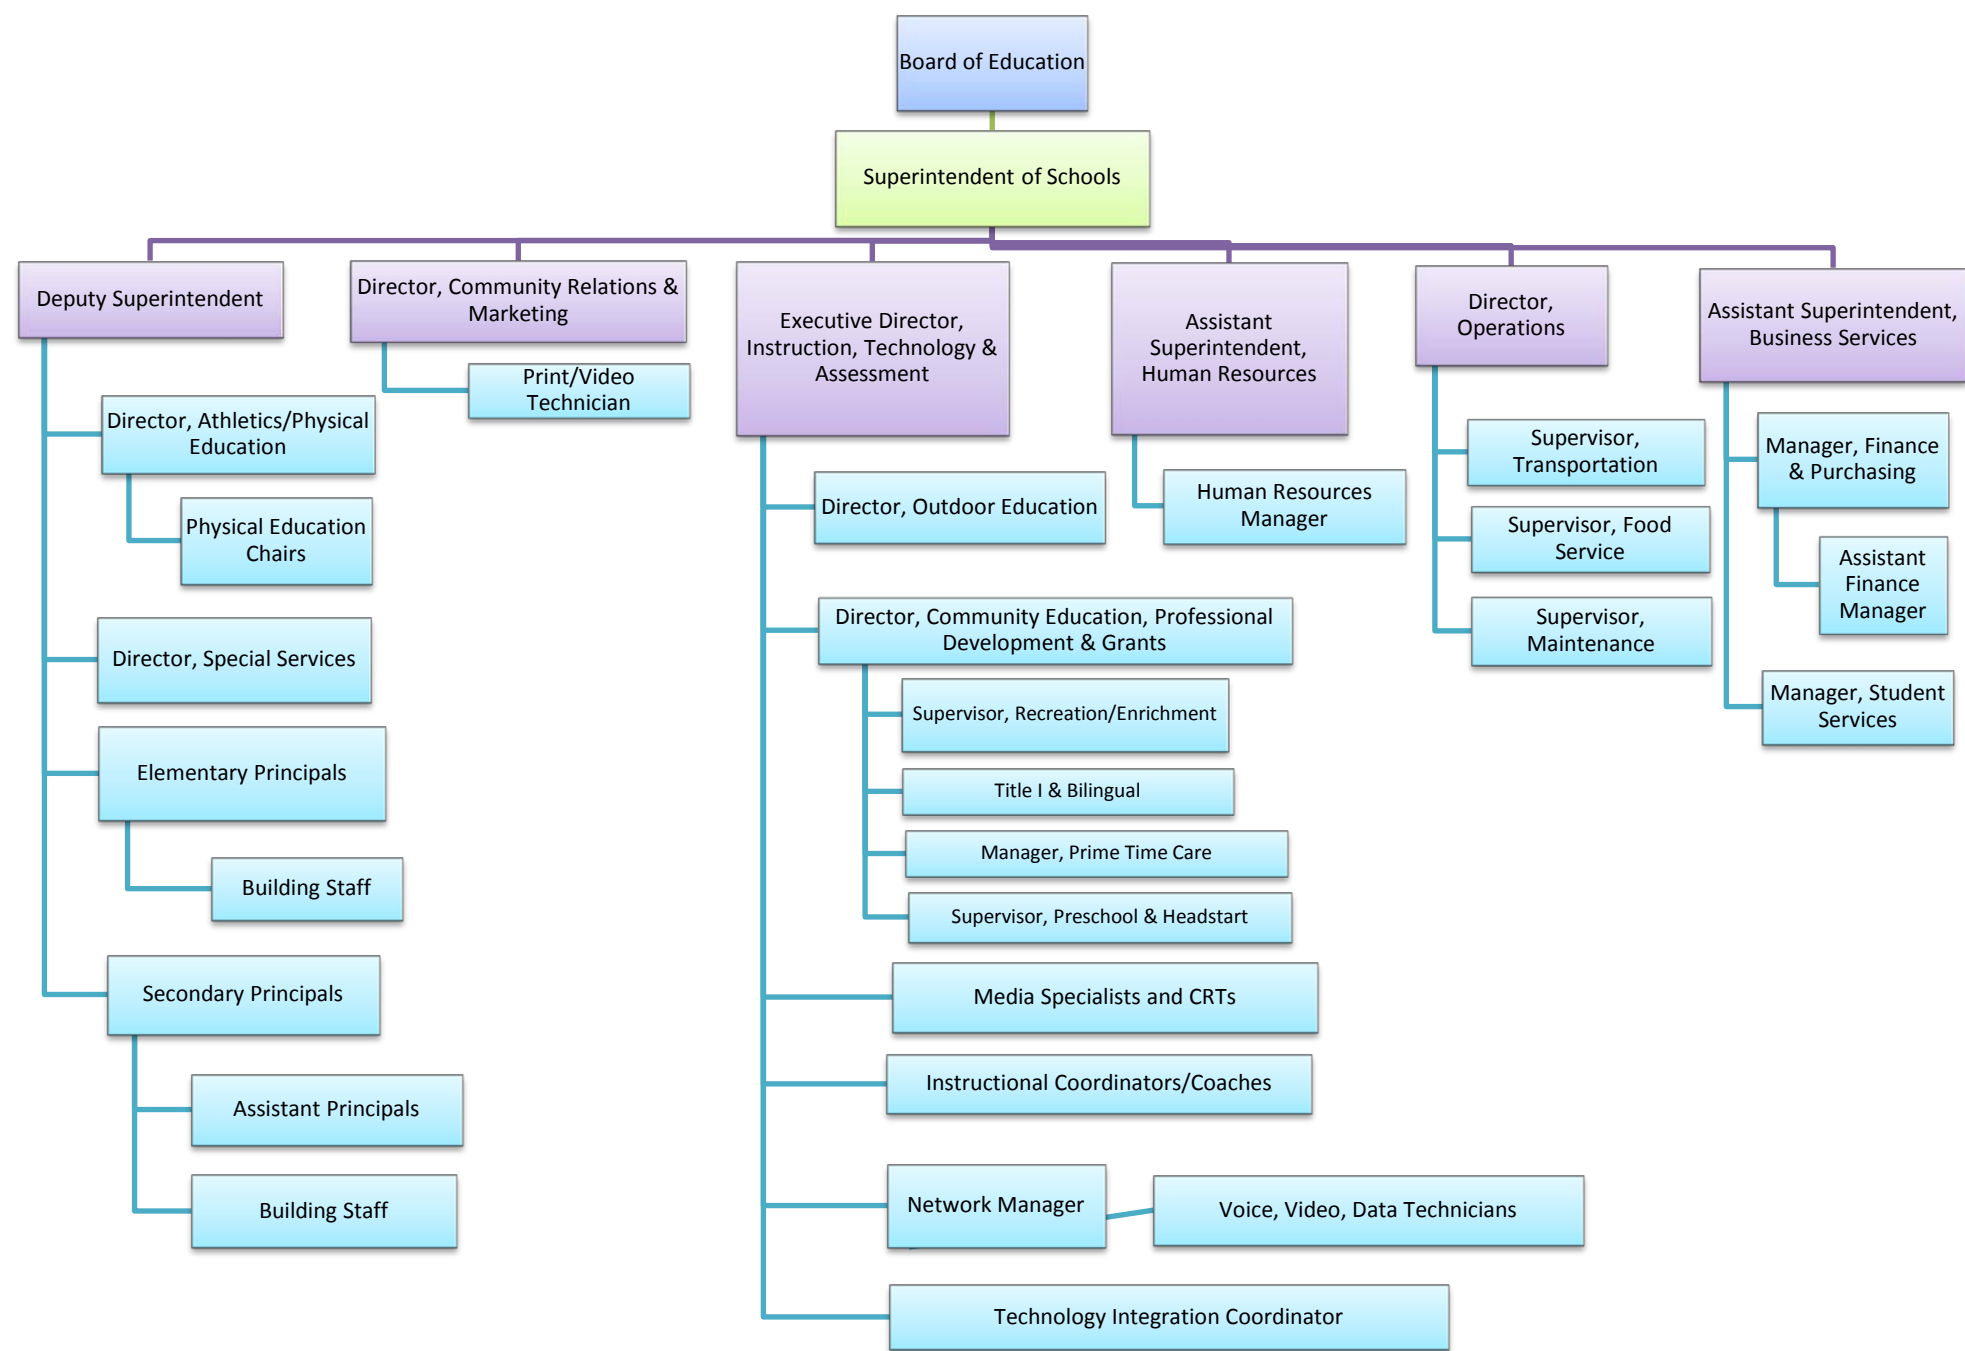 Board of Education
Superintendent of Schools
Deputy Superintendent
Director, Athletics/Physical
Education
Physical Education
Chairs
Director, Special Services
Elementary Principals
Building Staff
Secondary Principals
Assistant Principals
Building Staff
Director, Community Relations &
Marketing
Print/Video
Technician
Executive Director,
Instruction, Technology &
Assessment
Director, Outdoor Education
Director, Community Education, Professional
Development & Grants
Supervisor, Recreation/Enrichment
Title I & Bilingual
Manager, Prime Time Care
Supervisor, Preschool & Headstart
Media Specialists and CRTs
Instructional Coordinators/Coaches
Network Manager
Voice, Video, Data Technicians
Technology Integration Coordinator
Assistant
Superintendent,
Human Resources
Human Resources
Manager
Director,
Operations
Supervisor,
Transportation
Supervisor, Food
Service
Supervisor,
Maintenance
Assistant Superintendent,
Business Services
Manager, Finance
& Purchasing
Assistant
Finance
Manager
Manager, Student
Services